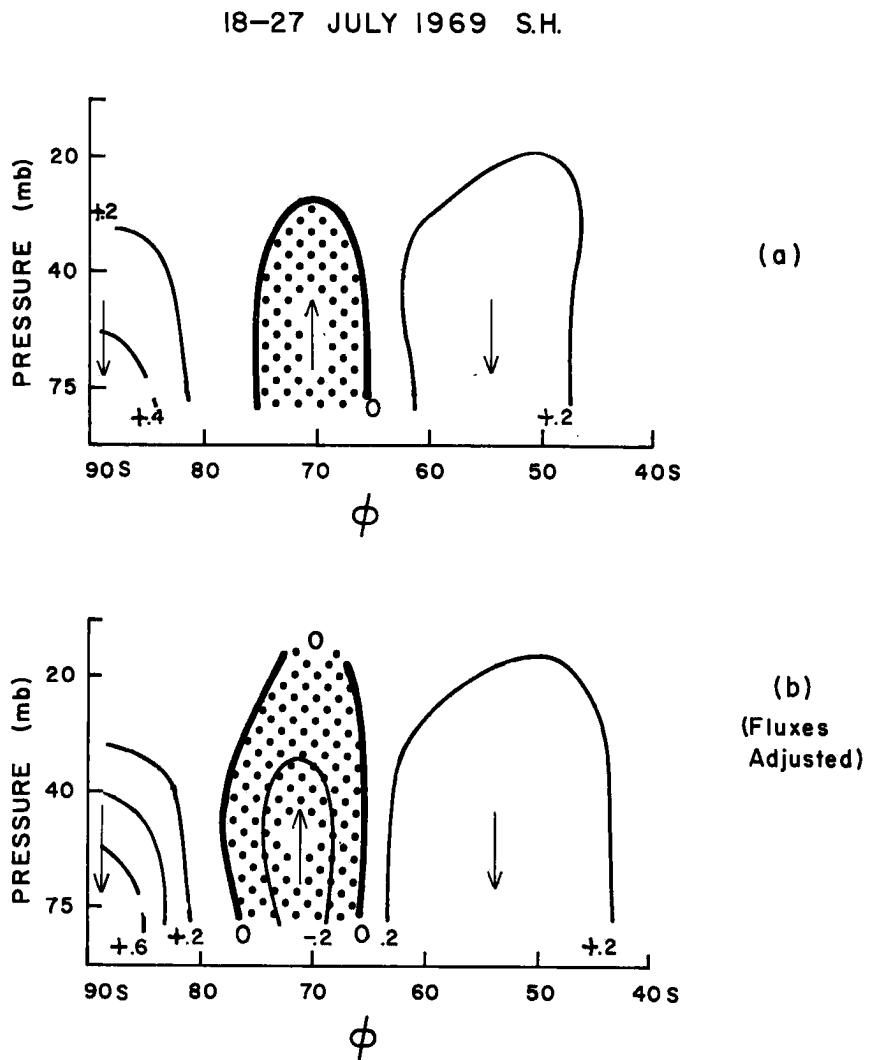 18–27 JULY 1969 S.H.
PRESSURE (mb)
20
40
75
+.2
+.4
0
+.2
90 S 80 70 60 50 40 S
ϕ
(a)
PRESSURE (mb)
20
40
75
0
+.6 +.2 0 -.2 0 .2 +.2
90 S 80 70 60 50 40 S
ϕ
(b)
(Fluxes
Adjusted)